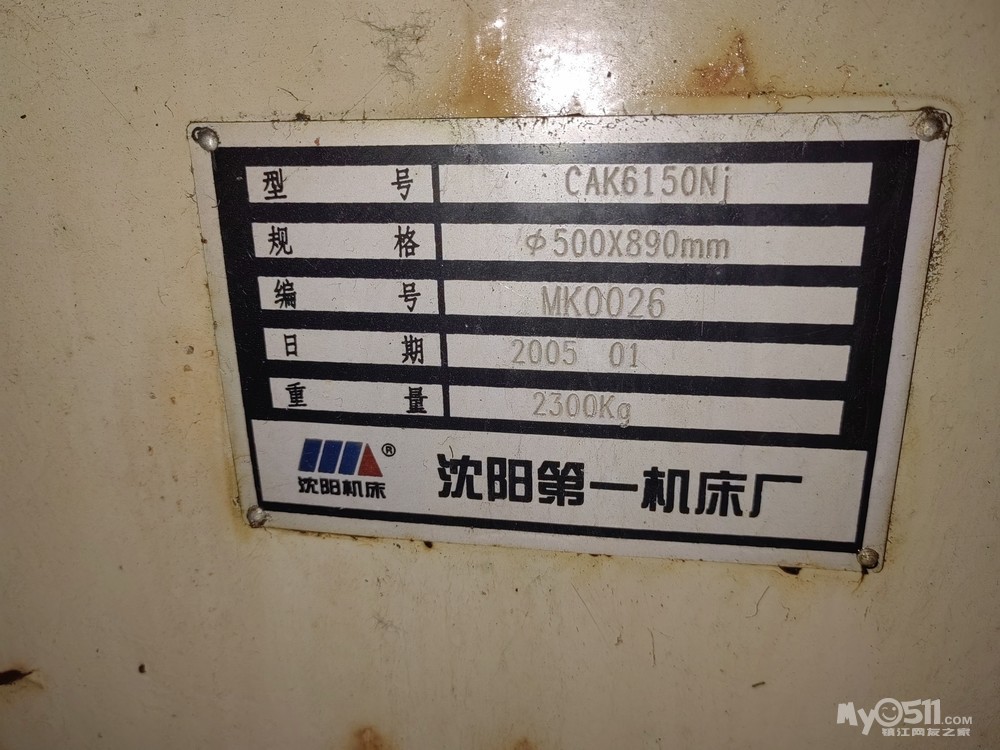 型 号 CAK6150Nj
规 格 φ500X890mm
编 号 MK0026
日 期 2005 01
重 量 2300Kg
® 沈阳机床
沈阳第一机床厂
My0511.COM
镇江网友之家